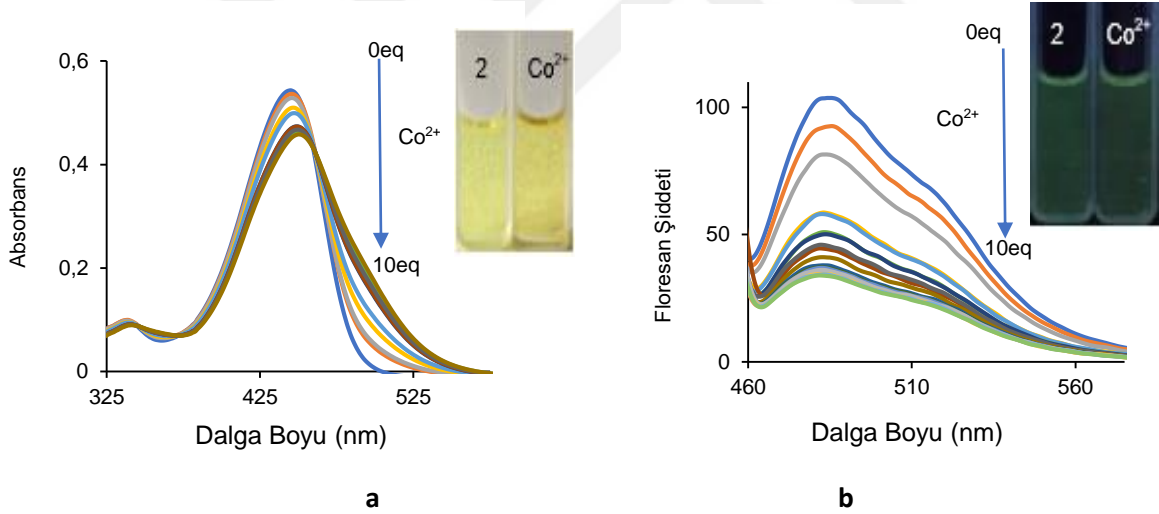 0eq
2 Co²⁺
Co²⁺
10eq
0,6
0,4
0,2
0
325 425 525
Absorbans
Dalga Boyu (nm)
a
0eq
2 Co²⁺
Co²⁺
10eq
100
50
0
460 510 560
Floresan Şiddeti
Dalga Boyu (nm)
b